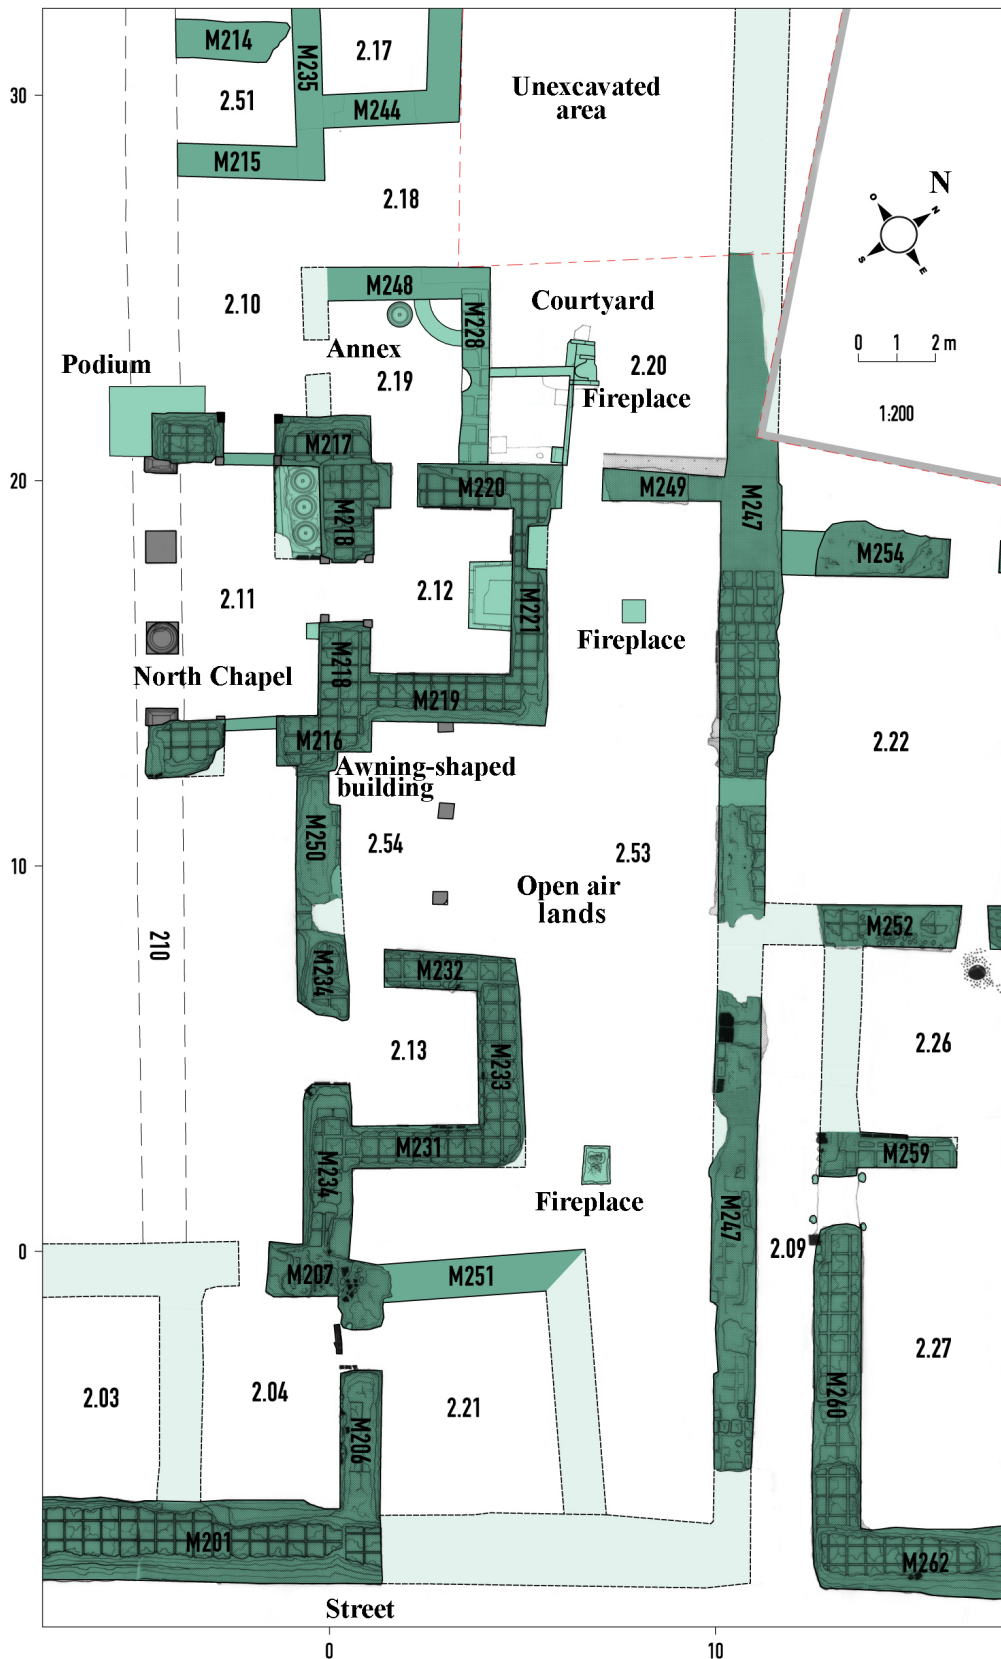 M214
M235
2.17
Unexcavated
area
30
2.51
M244
M215
2.18
N
O
N
S
E
M248
2.10
Courtyard
M228
0 1 2 m
Podium
Annex
2.19
2.20
Fireplace
1:200
M217
20
M220
M249
M218
M247
M254
2.11
2.12
M221
Fireplace
North Chapel
M218
M219
M216
2.22
Awning-shaped
building
M250
2.54
2.53
10
Open air
lands
M252
210
M234
M232
2.13
M233
2.26
M231
M259
M234
Fireplace
M247
2.09
0
M207
M251
2.27
2.03
2.04
2.21
M260
M206
M201
M262
Street
0
10